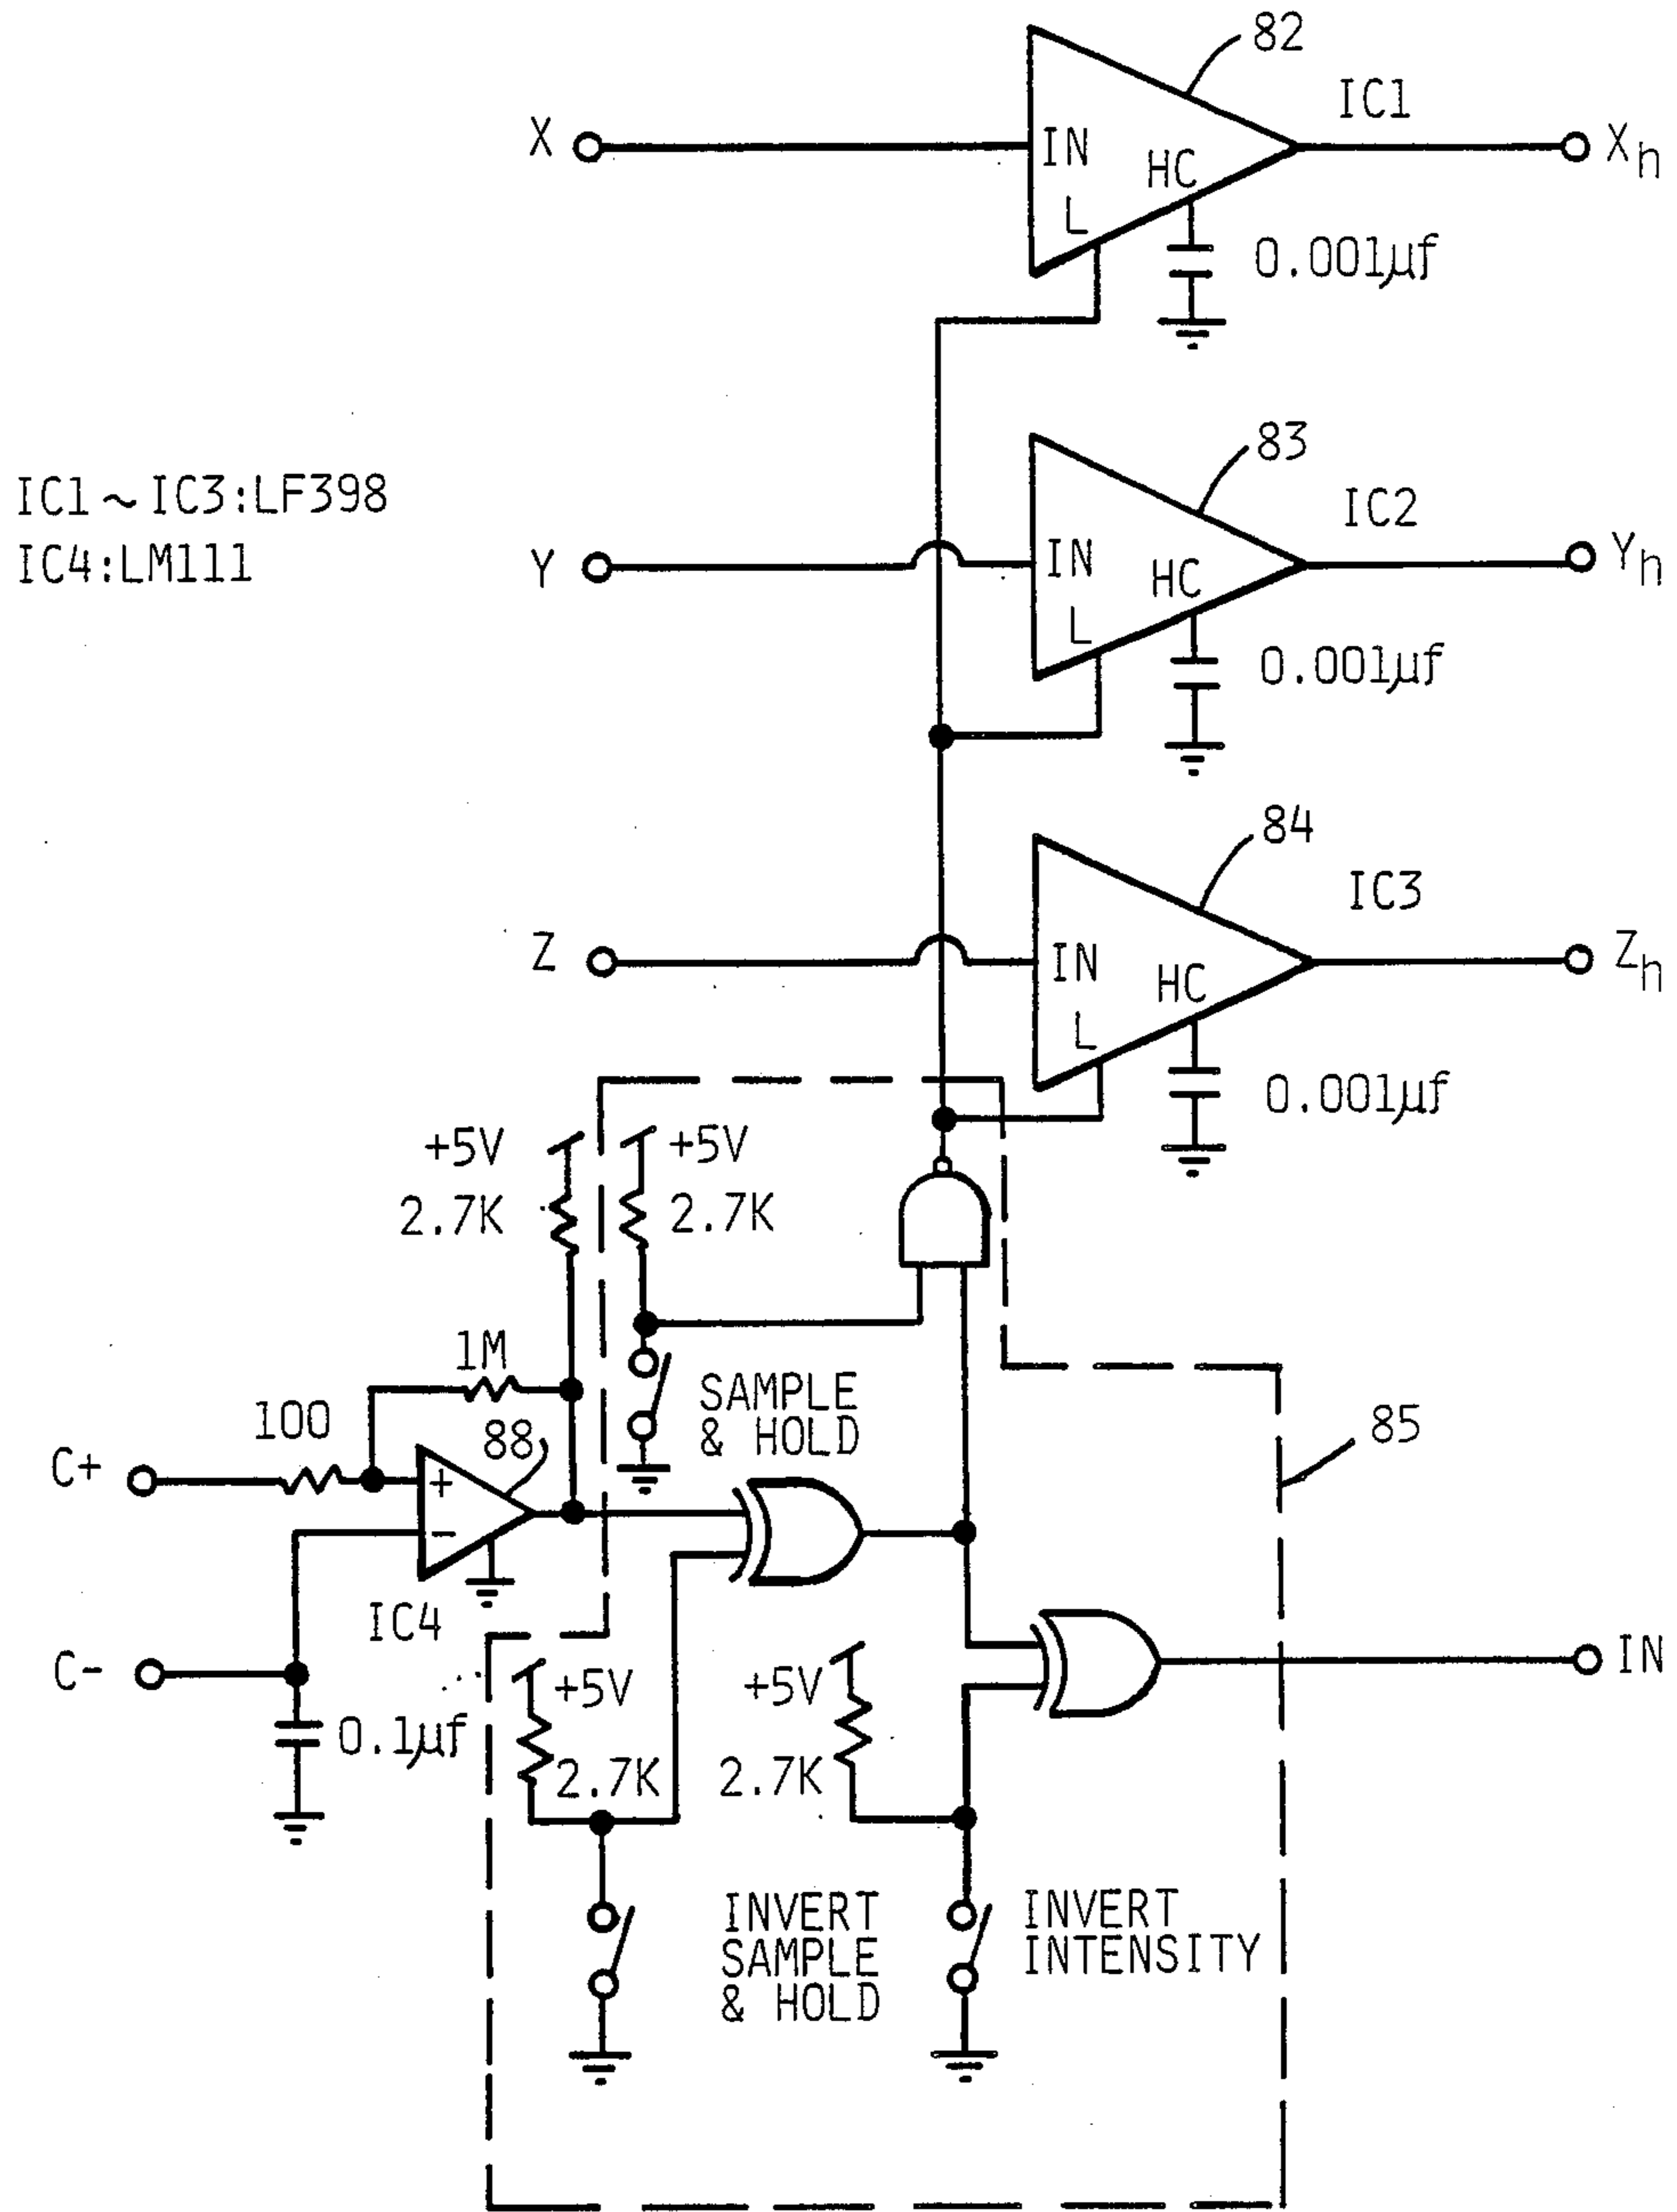 82
IC1
X
IN
HC
L
Xh
0.001µf
83
IC1 ~ IC3:LF398
IC2
IC4:LM111
Y
IN
HC
L
Yh
0.001µf
84
IC3
Z
IN
HC
L
Zh
0.001µf
+5V
+5V
2.7K
2.7K
1M
SAMPLE
& HOLD
100
88
85
C+
+
-
IC4
C-
IN
+5V
+5V
0.1µf
2.7K
2.7K
INVERT
SAMPLE
& HOLD
INVERT
INTENSITY